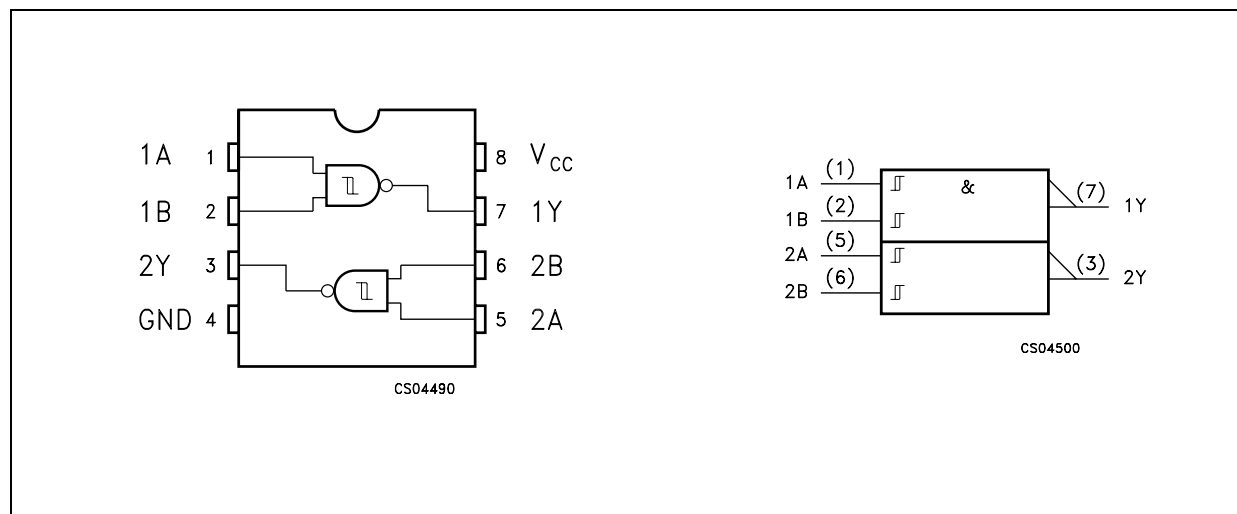 1A 1 8 VCC
1B 2 7 1Y
2Y 3 6 2B
GND 4 5 2A
CS04490
1A (1) & (7) 1Y
1B (2)
2A (5) (3) 2Y
2B (6)
CS04500